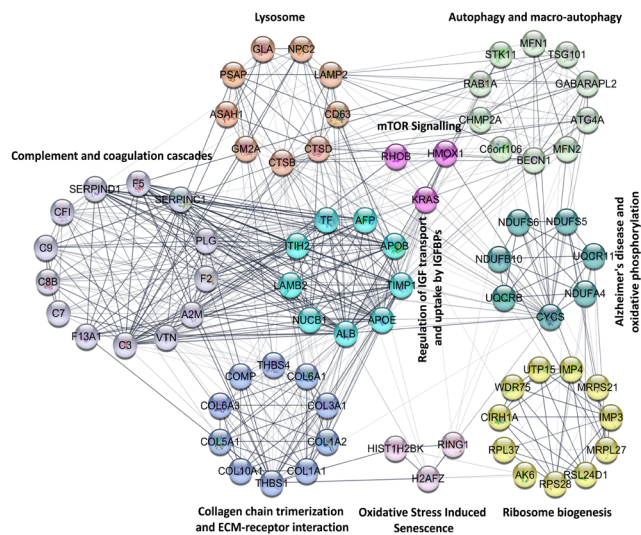 Lysosome
GLA
NPC2
PSAP
LAMP2
ASAH1
CD63
GM2A
CTSD
CTSB
Autophagy and macro-autophagy
MFN1
STK11
TSG101
RAB1A
GABARAPL2
CHMP2A
ATG4A
C6orf106
MFN2
BECN1
mTOR Signalling
RHOB
HMOX1
KRAS
Complement and coagulation cascades
F5
SERPIND1
SERPINC1
CFI
C9
PLG
C8B
F2
C7
A2M
F13A1
VTN
C3
TF
AFP
ITIH2
APOB
LAMB2
TIMP1
NUCB1
APOE
ALB
Regulation of IGF transport
and uptake by IGFBPs
NDUFS6
NDUFS5
NDUFB10
UQCR11
UQCRB
NDUFA4
CYCS
Alzheimer's disease and
oxidative phosphorylation
THBS4
COMP
COL6A1
COL6A3
COL3A1
COL5A1
COL1A2
COL10A1
COL1A1
THBS1
Collagen chain trimerization
and ECM-receptor interaction
HIST1H2BK
RING1
H2AFZ
Oxidative Stress Induced
Senescence
UTP15
IMP4
WDR75
MRPS21
CIRH1A
IMP3
RPL37
MRPL27
AK6
RSL24D1
RPS28
Ribosome biogenesis